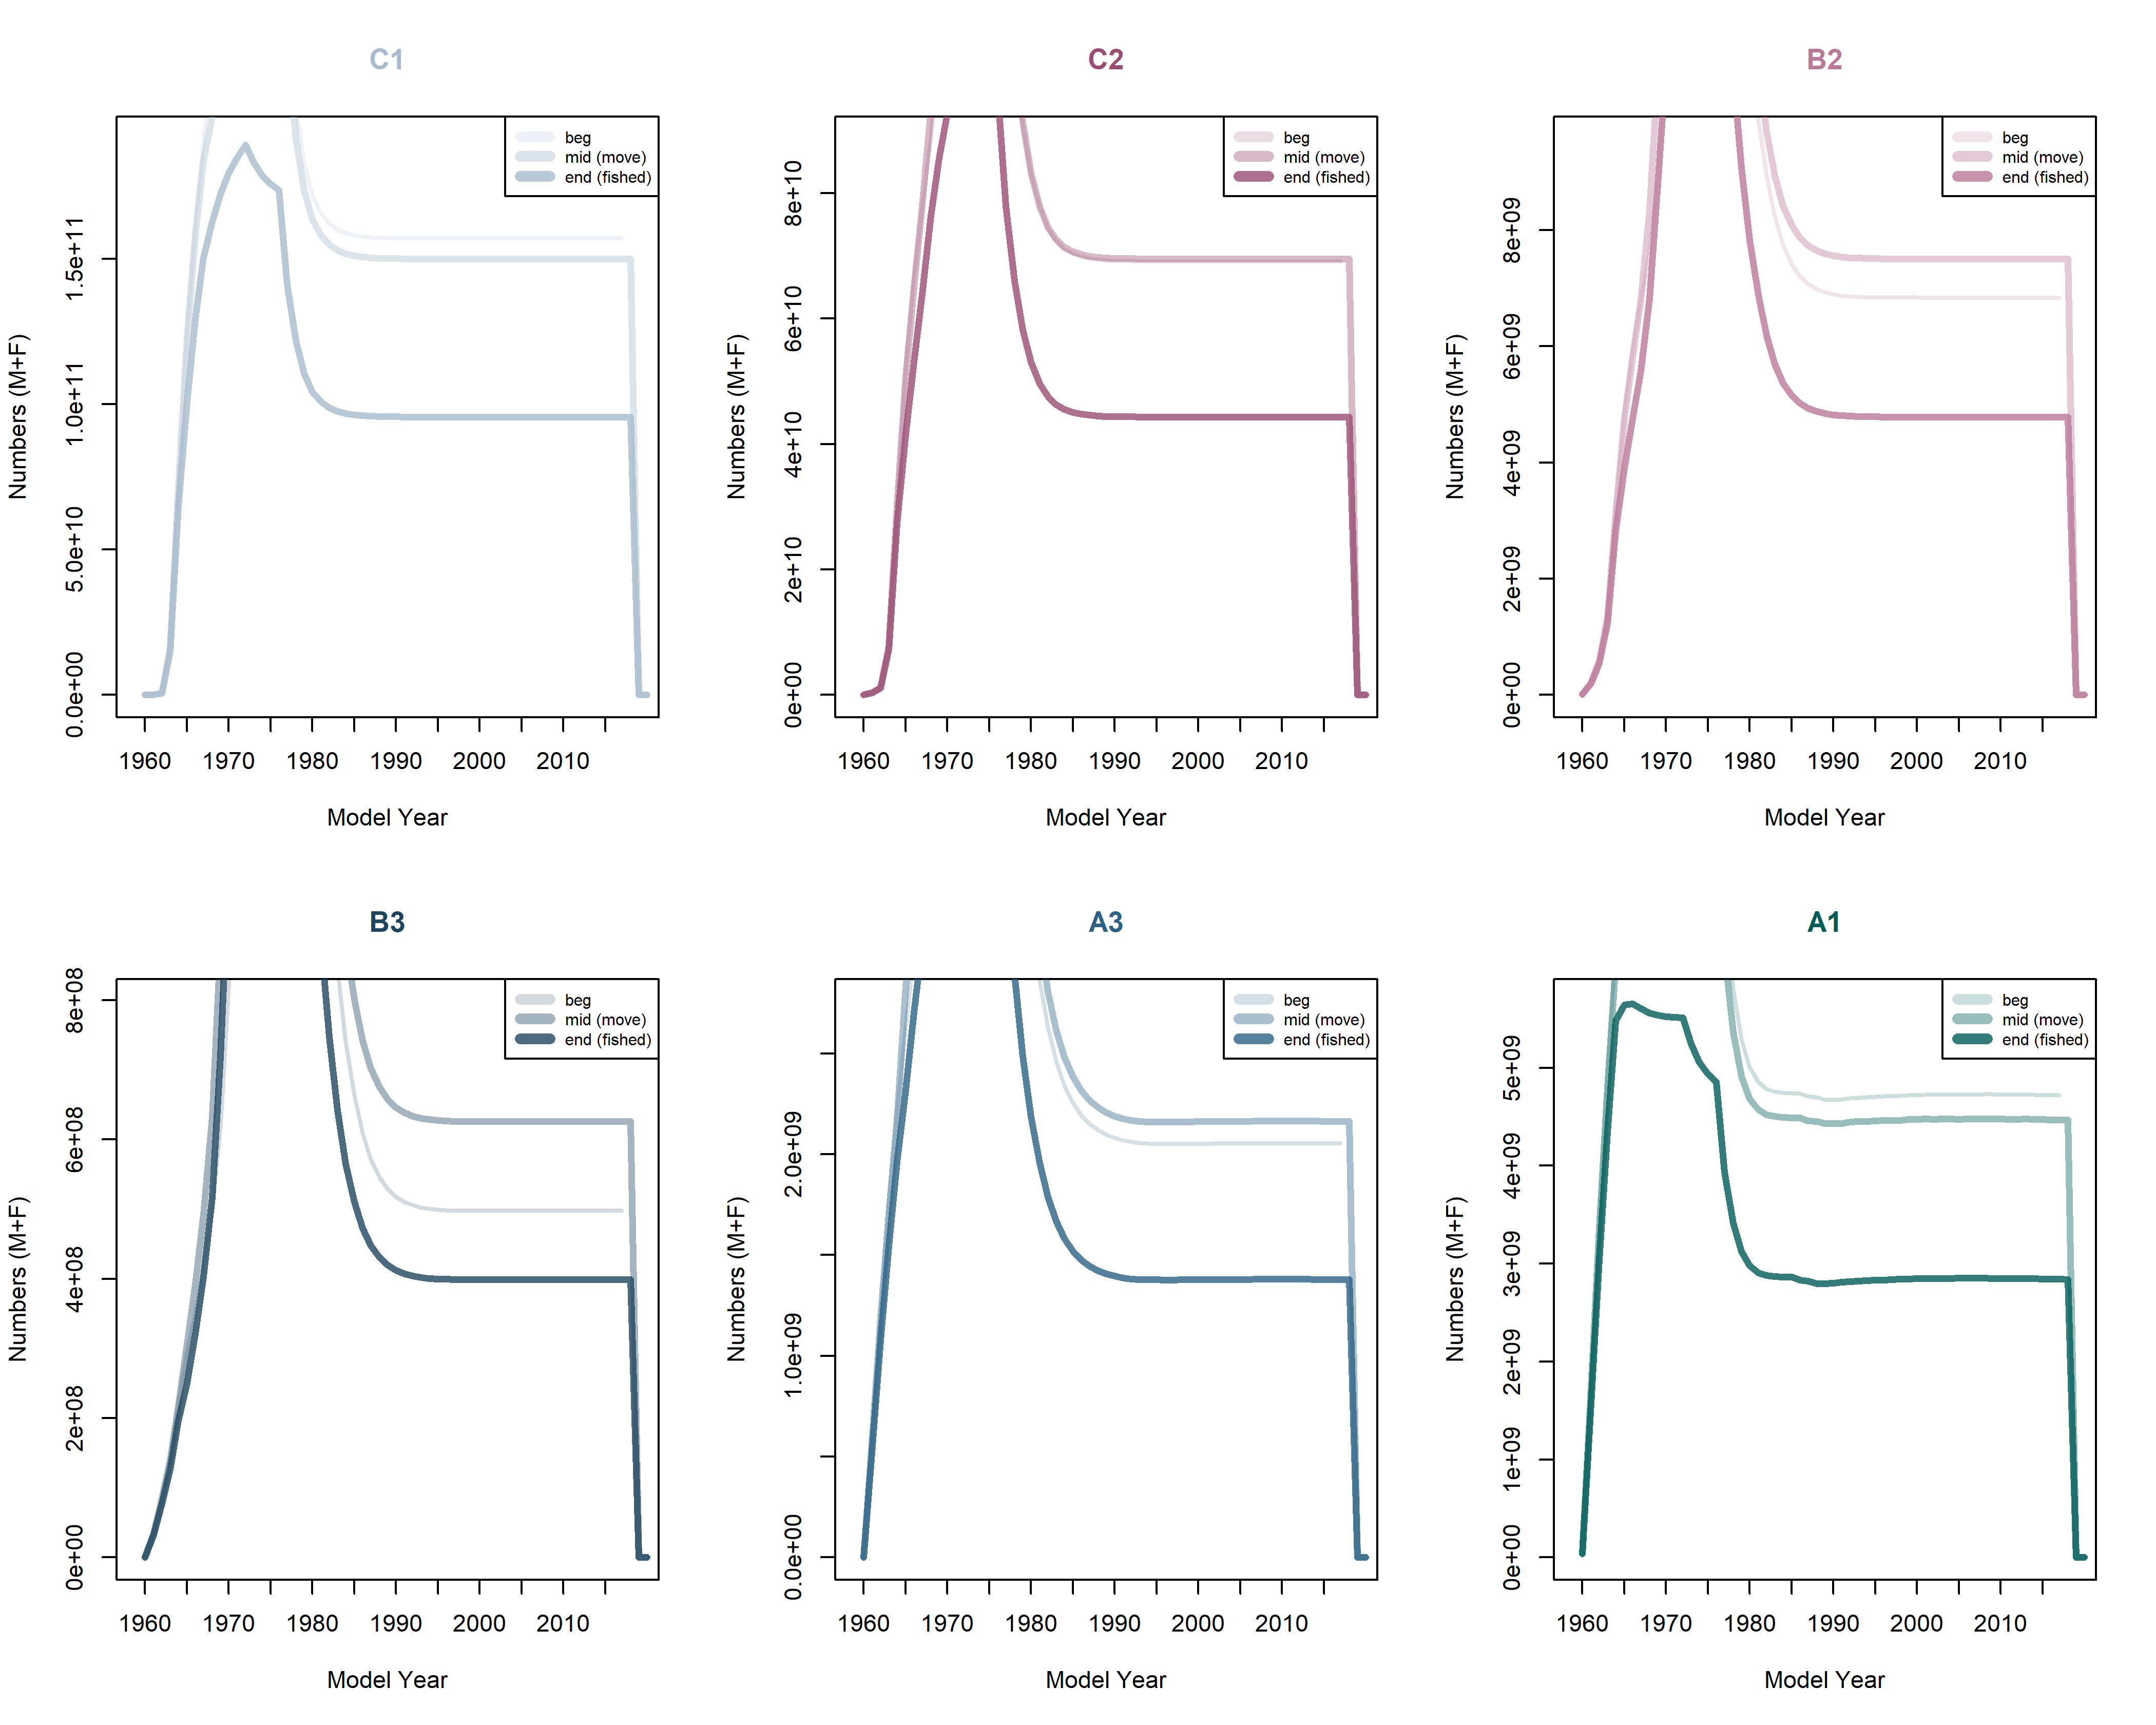 C1
beg
mid (move)
end (fished)
Numbers (M+F)
0.0e+00 5.0e+10 1.0e+11 1.5e+11
1960 1970 1980 1990 2000 2010
Model Year
C2
beg
mid (move)
end (fished)
Numbers (M+F)
0e+00 2e+10 4e+10 6e+10 8e+10
1960 1970 1980 1990 2000 2010
Model Year
B2
beg
mid (move)
end (fished)
Numbers (M+F)
0e+00 2e+09 4e+09 6e+09 8e+09
1960 1970 1980 1990 2000 2010
Model Year
B3
beg
mid (move)
end (fished)
Numbers (M+F)
0e+00 2e+08 4e+08 6e+08 8e+08
1960 1970 1980 1990 2000 2010
Model Year
A3
beg
mid (move)
end (fished)
Numbers (M+F)
0.0e+00 1.0e+09 2.0e+09
1960 1970 1980 1990 2000 2010
Model Year
A1
beg
mid (move)
end (fished)
Numbers (M+F)
0e+00 1e+09 2e+09 3e+09 4e+09 5e+09
1960 1970 1980 1990 2000 2010
Model Year